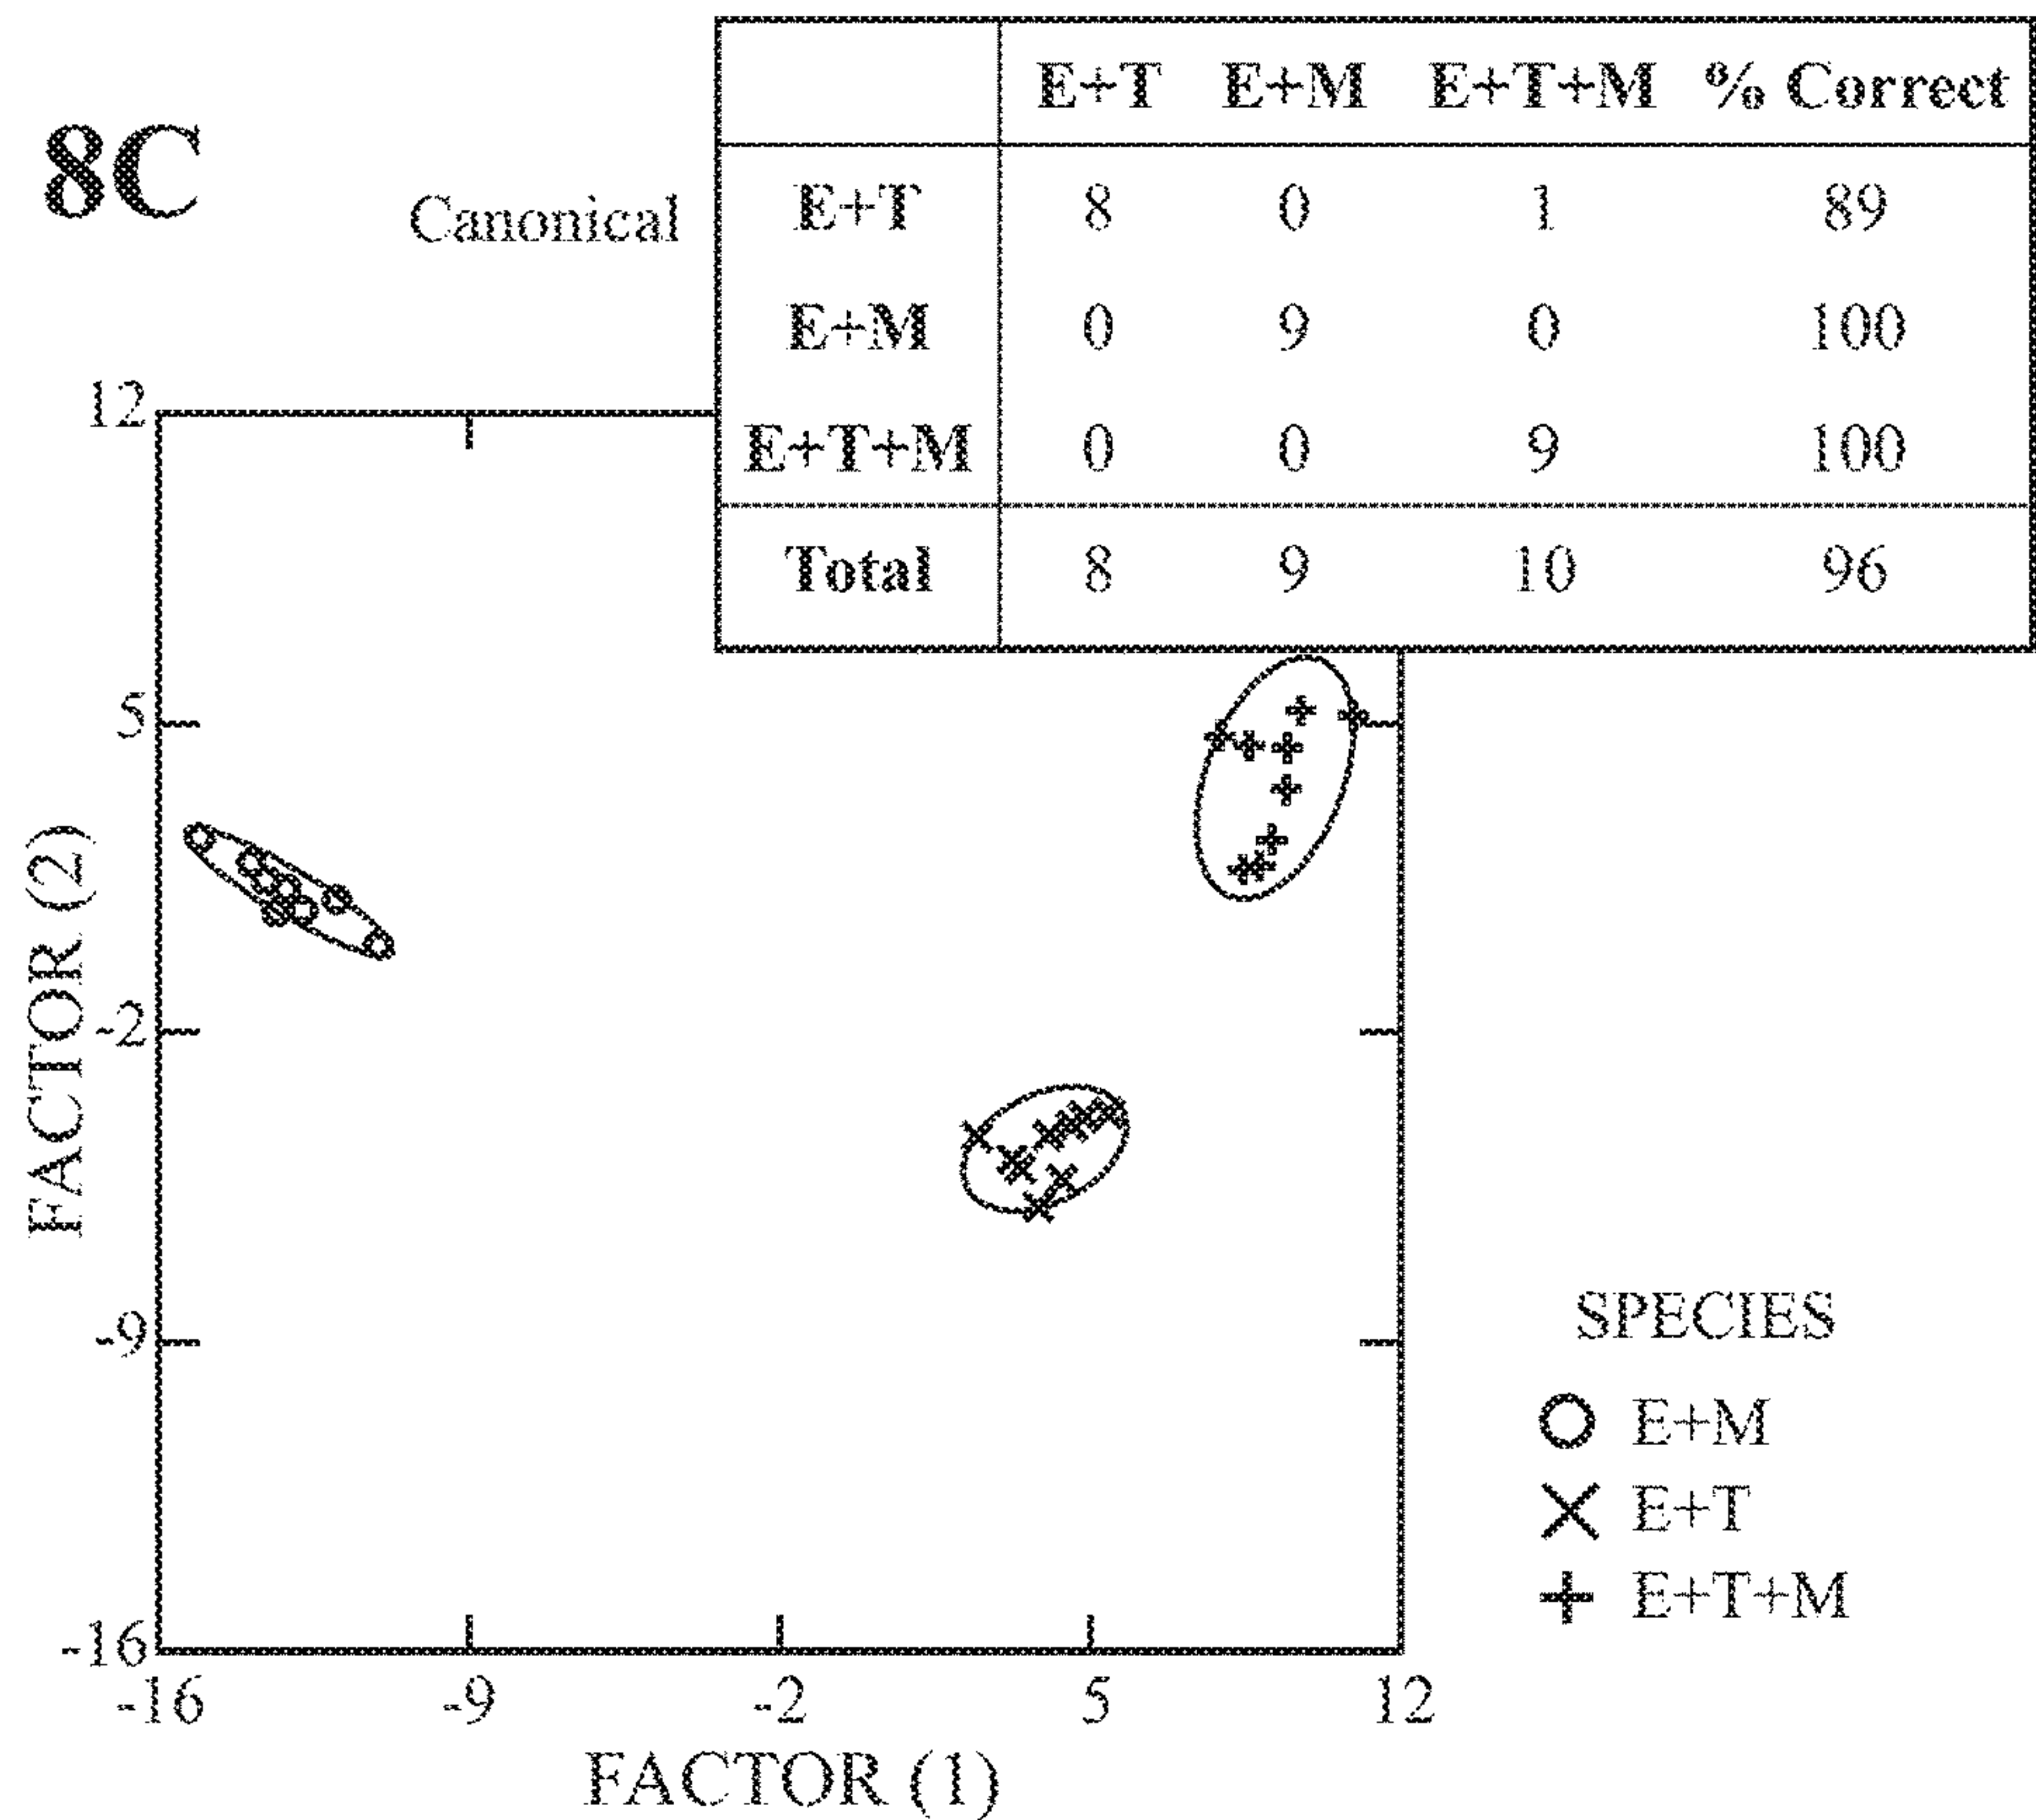 8C
Canonical
E+T E+M E+T+M % Correct
E+T 8 0 1 89
E+M 0 9 0 100
E+T+M 0 0 9 100
Total 8 9 10 96
12
5
-2
-9
-16
FACTOR (2)
-16 -9 -2 5 12
FACTOR (1)
SPECIES
E+M
E+T
E+T+M